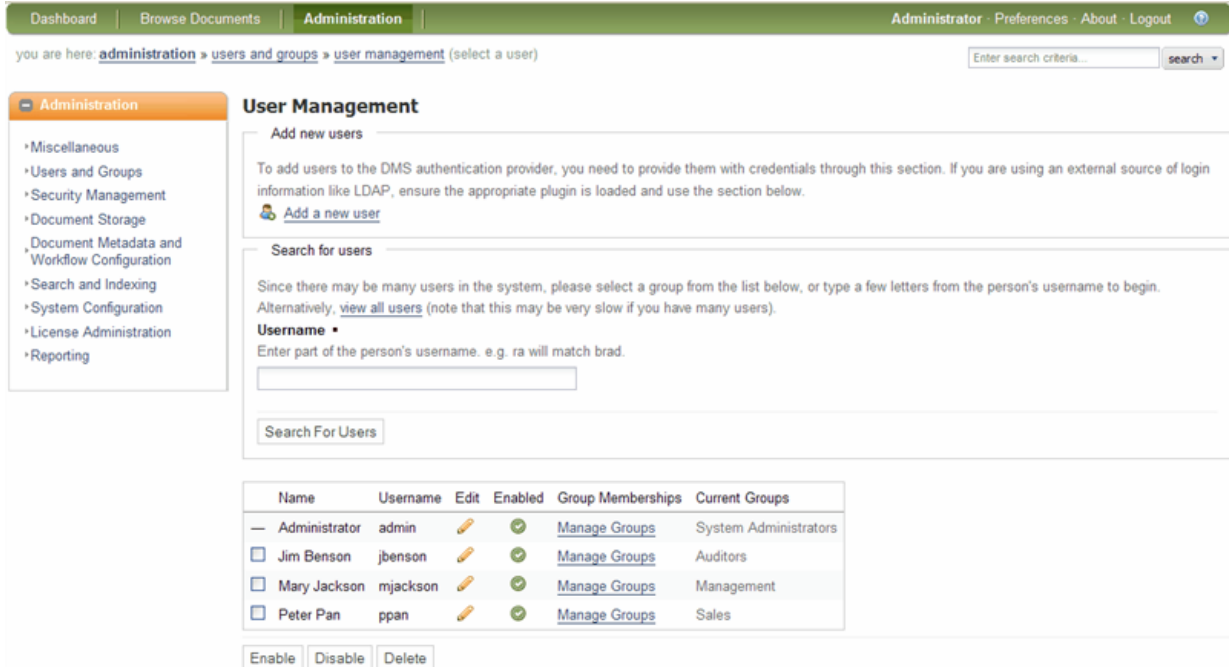 Dashboard Browse Documents Administration Administrator · Preferences · About · Logout ?
you are here: administration » users and groups » user management (select a user)
Enter search criteria... search
Administration
Miscellaneous
Users and Groups
Security Management
Document Storage
Document Metadata and
Workflow Configuration
Search and Indexing
System Configuration
License Administration
Reporting
User Management
Add new users
To add users to the DMS authentication provider, you need to provide them with credentials through this section. If you are using an external source of login
information like LDAP, ensure the appropriate plugin is loaded and use the section below.
Add a new user
Search for users
Since there may be many users in the system, please select a group from the list below, or type a few letters from the person's username to begin.
Alternatively, view all users (note that this may be very slow if you have many users).
Username
Enter part of the person's username. e.g. ra will match brad.
Search For Users
Name Username Edit Enabled Group Memberships Current Groups
— Administrator admin Manage Groups System Administrators
Jim Benson jbenson Manage Groups Auditors
Mary Jackson mjackson Manage Groups Management
Peter Pan ppan Manage Groups Sales
Enable Disable Delete